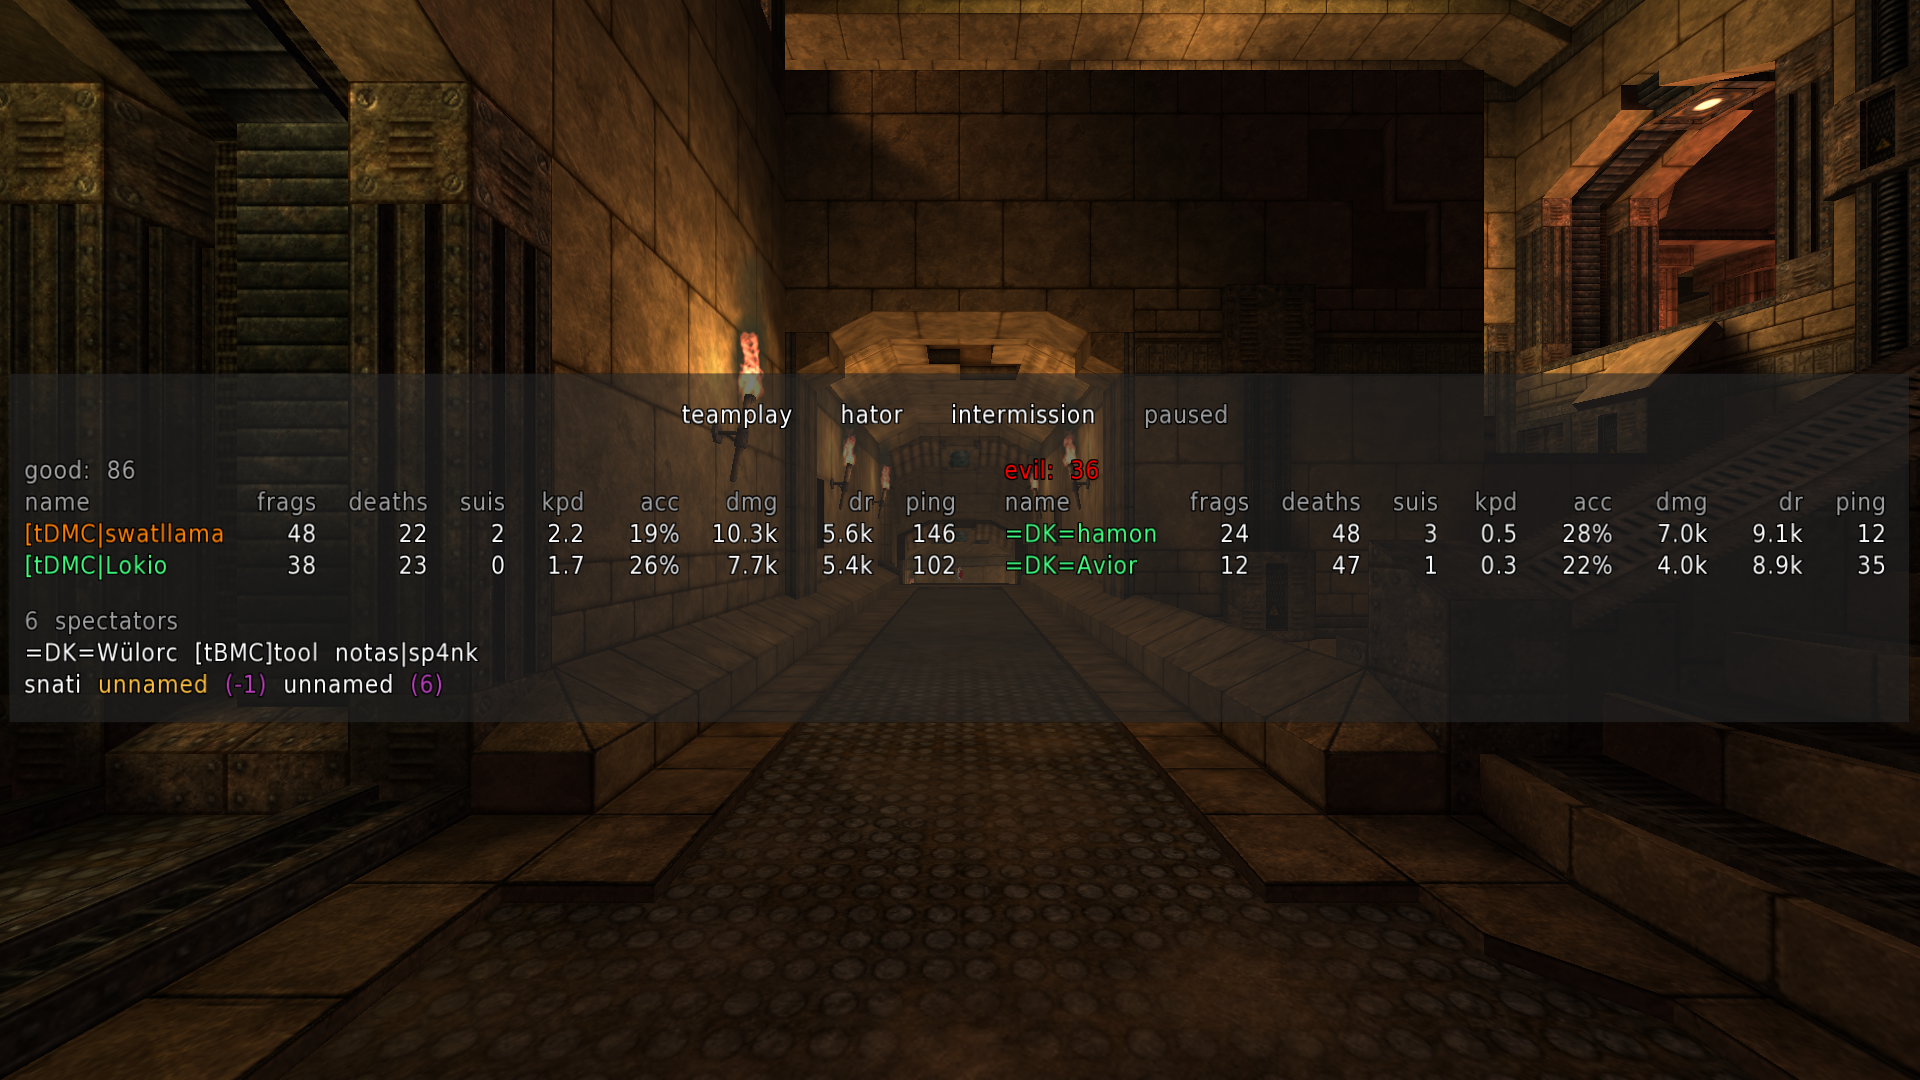 teamplay hator intermission paused
good: 86 evil: 36
name frags deaths suis kpd acc dmg dr ping name frags deaths suis kpd acc dmg dr ping
[tDMC|swatllama 48 22 2 2.2 19% 10.3k 5.6k 146 =DK=hamon 24 48 3 0.5 28% 7.0k 9.1k 12
[tDMC|Lokio 38 23 0 1.7 26% 7.7k 5.4k 102 =DK=Avior 12 47 1 0.3 22% 4.0k 8.9k 35
6 spectators
=DK=Wülorc [tBMC]tool notas|sp4nk
snati unnamed (-1) unnamed (6)